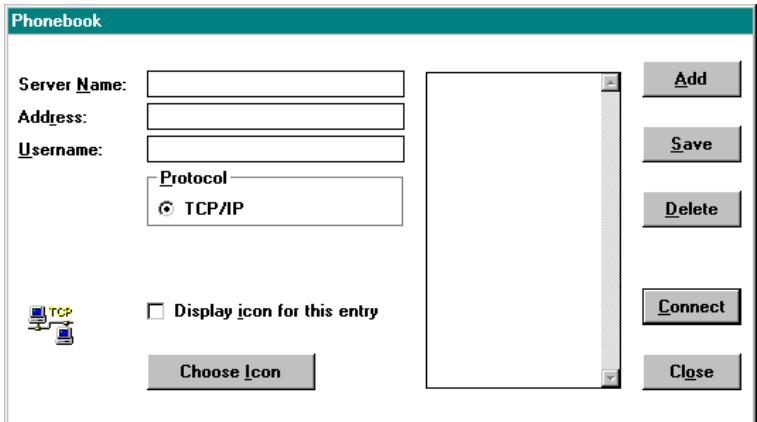 Phonebook
Server Name:
Address:
Username:
Protocol
TCP/IP
TCP
Display icon for this entry
Choose Icon
Add
Save
Delete
Connect
Close